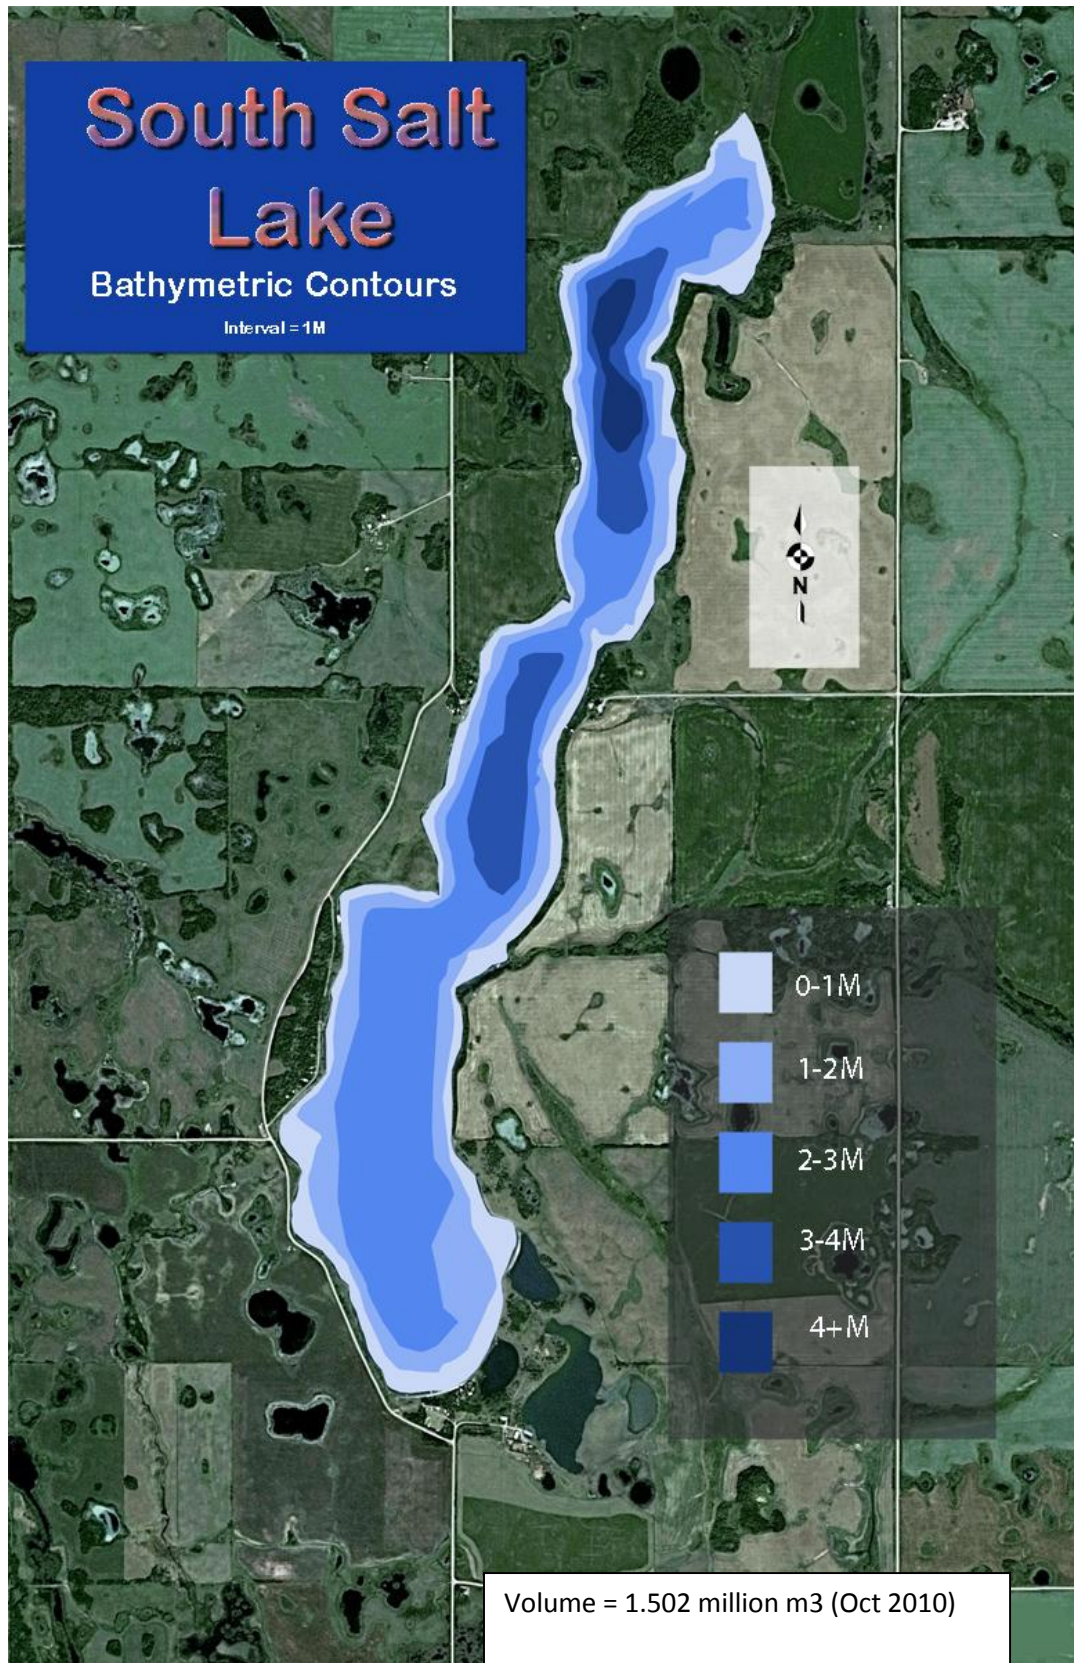 South Salt
Lake
Bathymetric Contours
Interval = 1M
N
0-1M
1-2M
2-3M
3-4M
4+M
Volume = 1.502 million m3 (Oct 2010)